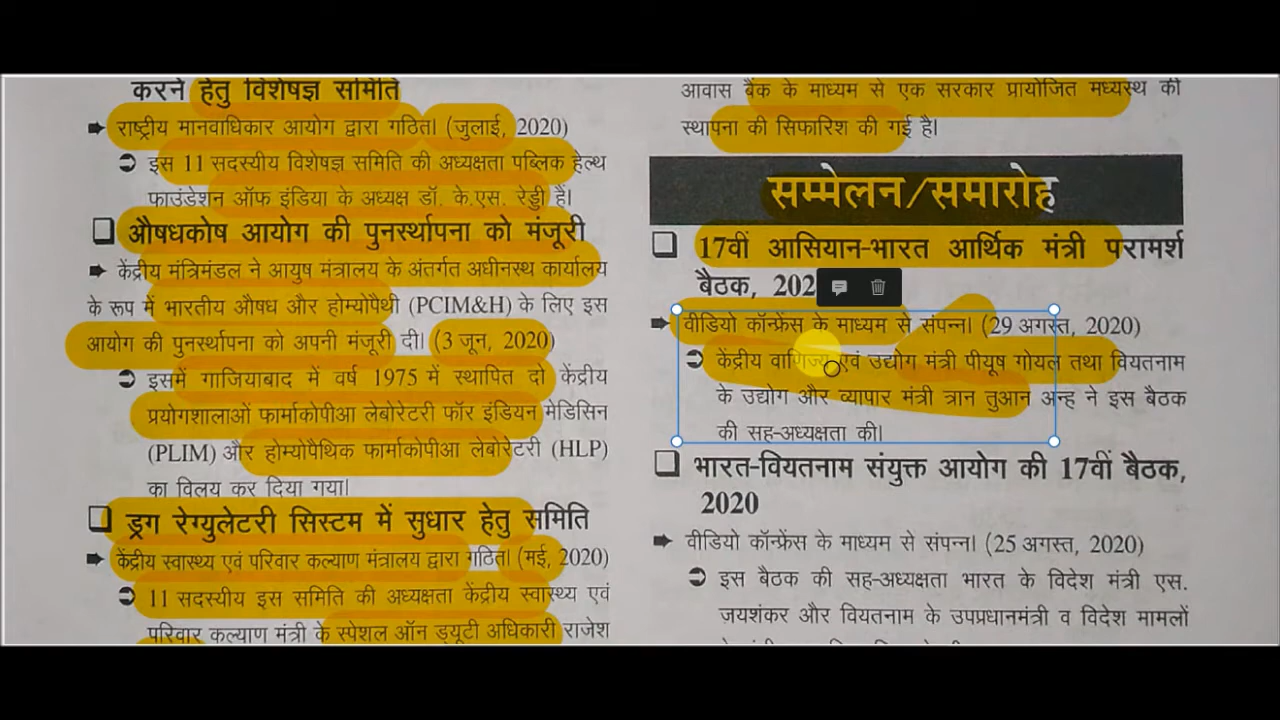 करने हेतु विशेषज्ञ समिति
राष्ट्रीय मानवाधिकार आयोग द्वारा गठित। (जुलाई, 2020)
इस 11 सदस्यीय विशेषज्ञ समिति की अध्यक्षता पब्लिक हेल्थ
फाउंडेशन ऑफ इंडिया के अध्यक्ष डॉ. के.एस. रेड्डी हैं।
औषधकोष आयोग की पुनर्स्थापना को मंजूरी
केंद्रीय मंत्रिमंडल ने आयुष मंत्रालय के अंतर्गत अधीनस्थ कार्यालय
के रूप में भारतीय औषध और होम्योपैथी (PCIM&H) के लिए इस
आयोग की पुनर्स्थापना को अपनी मंजूरी दी। (3 जून, 2020)
इसमें गाजियाबाद में वर्ष 1975 में स्थापित दो केंद्रीय
प्रयोगशालाओं फार्माकोपीआ लेबोरेटरी फॉर इंडियन मेडिसिन
(PLIM) और होम्योपैथिक फार्माकोपीआ लेबोरेटरी (HLP)
का विलय कर दिया गया।
ड्रग रेग्युलेटरी सिस्टम में सुधार हेतु समिति
केंद्रीय स्वास्थ्य एवं परिवार कल्याण मंत्रालय द्वारा गठित। (मई, 2020)
11 सदस्यीय इस समिति की अध्यक्षता केंद्रीय स्वास्थ्य एवं
परिवार कल्याण मंत्री के स्पेशल ऑन ड्यूटी अधिकारी राजेश
आवास बैंक के माध्यम से एक सरकार प्रायोजित मध्यस्थ की
स्थापना की सिफारिश की गई है।
सम्मेलन/समारोह
17वीं आसियान-भारत आर्थिक मंत्री परामर्श
बैठक, 202
वीडियो कॉन्फ्रेंस के माध्यम से संपन्न। (29 अगस्त, 2020)
केंद्रीय वाणिज्य एवं उद्योग मंत्री पीयूष गोयल तथा वियतनाम
के उद्योग और व्यापार मंत्री त्रान तुआन अन्ह ने इस बैठक
की सह-अध्यक्षता की।
भारत-वियतनाम संयुक्त आयोग की 17वीं बैठक,
2020
वीडियो कॉन्फ्रेंस के माध्यम से संपन्न। (25 अगस्त, 2020)
इस बैठक की सह-अध्यक्षता भारत के विदेश मंत्री एस.
जयशंकर और वियतनाम के उपप्रधानमंत्री व विदेश मामलों